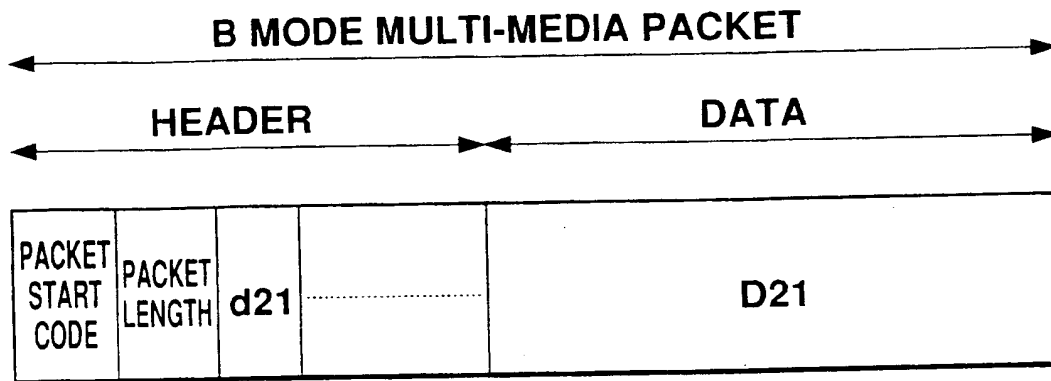 B MODE MULTI-MEDIA PACKET
HEADER
DATA
PACKET
START
CODE
PACKET
LENGTH
d21
D21